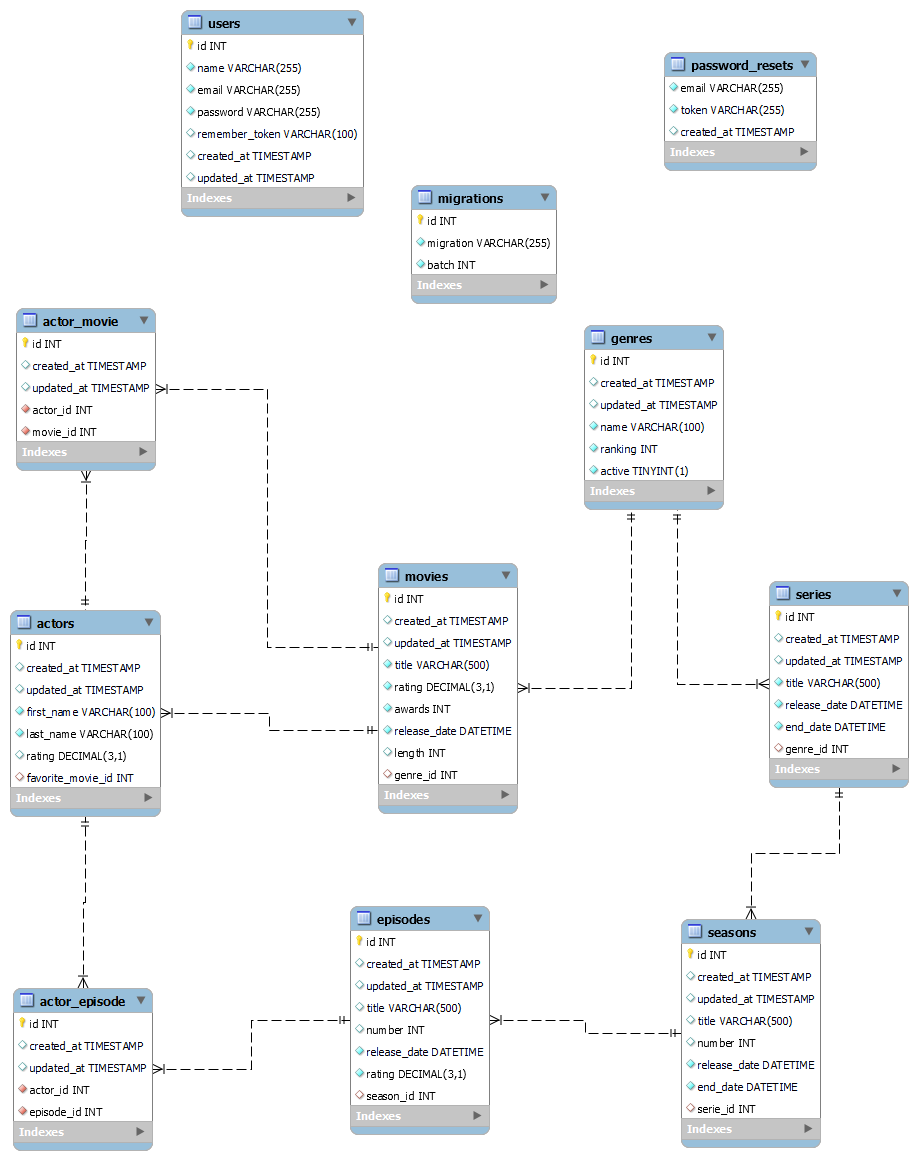 users
id INT
name VARCHAR(255)
email VARCHAR(255)
password VARCHAR(255)
remember_token VARCHAR(100)
created_at TIMESTAMP
updated_at TIMESTAMP
Indexes
password_resets
email VARCHAR(255)
token VARCHAR(255)
created_at TIMESTAMP
Indexes
migrations
id INT
migration VARCHAR(255)
batch INT
Indexes
actor_movie
id INT
created_at TIMESTAMP
updated_at TIMESTAMP
actor_id INT
movie_id INT
Indexes
genres
id INT
created_at TIMESTAMP
updated_at TIMESTAMP
name VARCHAR(100)
ranking INT
active TINYINT(1)
Indexes
movies
id INT
created_at TIMESTAMP
updated_at TIMESTAMP
title VARCHAR(500)
rating DECIMAL(3,1)
awards INT
release_date DATETIME
length INT
genre_id INT
Indexes
series
id INT
created_at TIMESTAMP
updated_at TIMESTAMP
title VARCHAR(500)
release_date DATETIME
end_date DATETIME
genre_id INT
Indexes
actors
id INT
created_at TIMESTAMP
updated_at TIMESTAMP
first_name VARCHAR(100)
last_name VARCHAR(100)
rating DECIMAL(3,1)
favorite_movie_id INT
Indexes
episodes
id INT
created_at TIMESTAMP
updated_at TIMESTAMP
title VARCHAR(500)
number INT
release_date DATETIME
rating DECIMAL(3,1)
season_id INT
Indexes
seasons
id INT
created_at TIMESTAMP
updated_at TIMESTAMP
title VARCHAR(500)
number INT
release_date DATETIME
end_date DATETIME
serie_id INT
Indexes
actor_episode
id INT
created_at TIMESTAMP
updated_at TIMESTAMP
actor_id INT
episode_id INT
Indexes